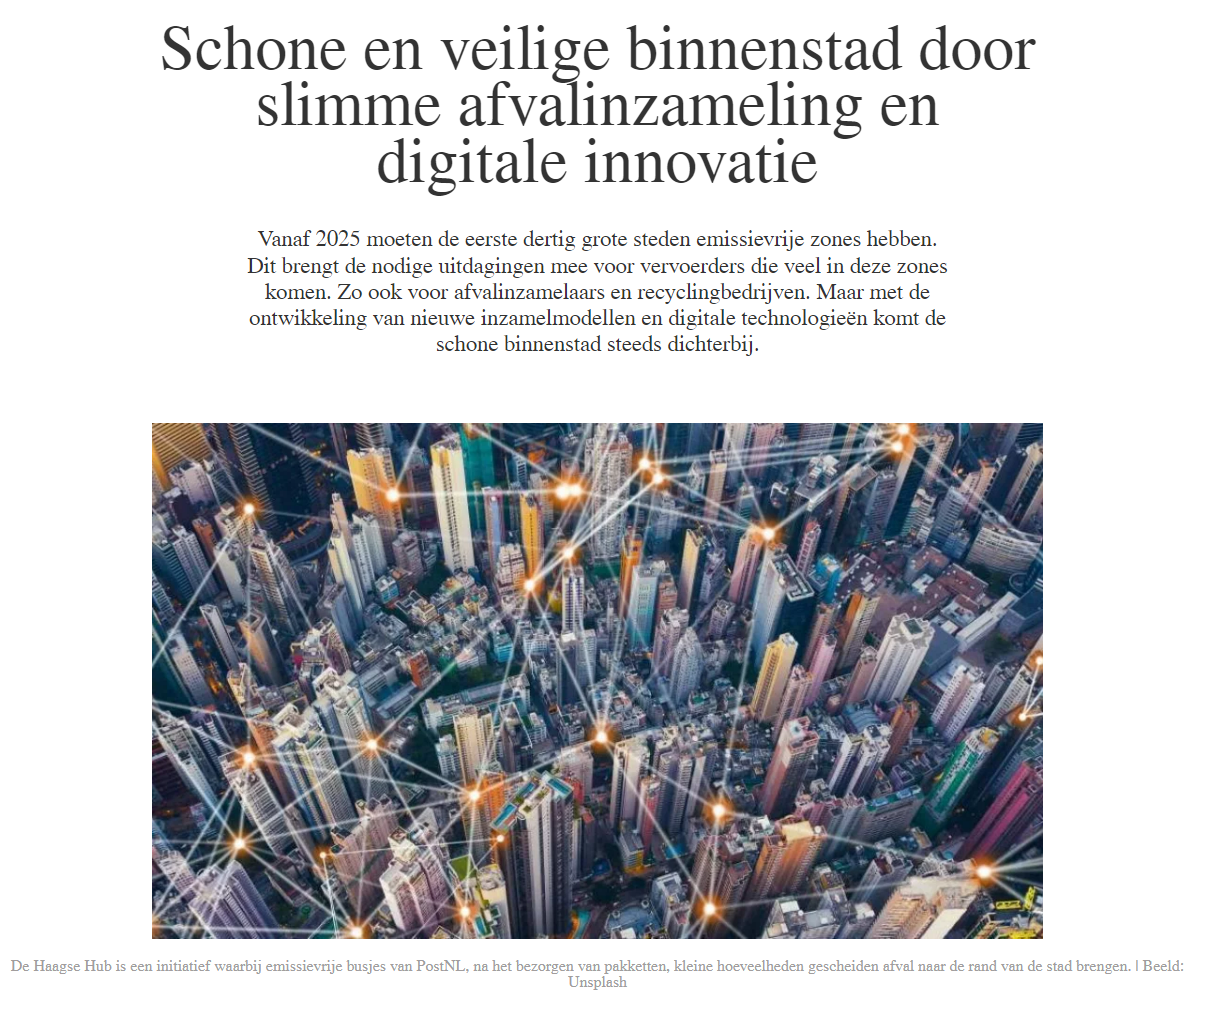 Schone en veilige binnenstad door
slimme afvalinzameling en
digitale innovatie
Vanaf 2025 moeten de eerste dertig grote steden emissievrije zones hebben.
Dit brengt de nodige uitdagingen mee voor vervoerders die veel in deze zones
komen. Zo ook voor afvalinzamelaars en recyclingbedrijven. Maar met de
ontwikkeling van nieuwe inzamelmodellen en digitale technologieën komt de
schone binnenstad steeds dichterbij.
De Haagse Hub is een initiatief waarbij emissievrije busjes van PostNL, na het bezorgen van pakketten, kleine hoeveelheden gescheiden afval naar de rand van de stad brengen. | Beeld:
Unsplash